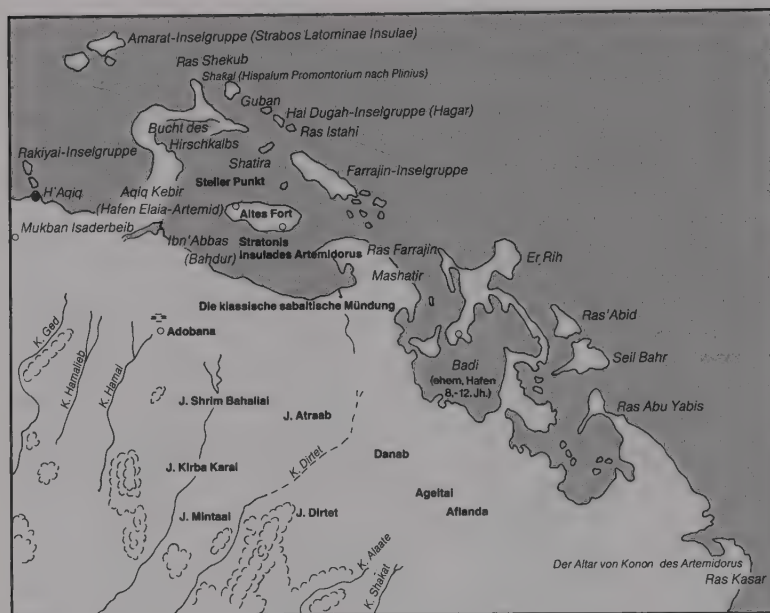 Amarat-Inselgruppe (Strabos Latominae Insulae)
Ras Shekub
Shakal (Hispalum Promontorium nach Plinius)
Guban
Hal Dugah-Inselgruppe (Hagar)
Ras Istahi
Bucht des
Hirschkalbs
Shatira
Rakiyai-Inselgruppe
Farrajin-Inselgruppe
Steller Punkt
H'Aqiq
Aqiq Kebir
(Hafen Elaia-Artemid)
Altes Fort
Mukban Isaderbeib
Ibn'Abbas
(Bahdur)
Stratonis
insulades Artemidorus
Ras Farrajin
Mashatir
Er Rih
Die klassische sabaitische Mündung
Ras'Abid
Adobana
K. Ged
K. Hamalieb
K. Hamal
Badi
(ehem. Hafen
8.-12. Jh.)
Seil Bahr
Ras Abu Yabis
J. Shrim Bahaliai
J. Atraab
K. Dirtet
Danab
J. Kirba Karai
Ageitai
Aflanda
J. Mintaai
J. Dirtet
K. Alaate
K. Shakat
Der Altar von Konon des Artemidorus
Ras Kasar